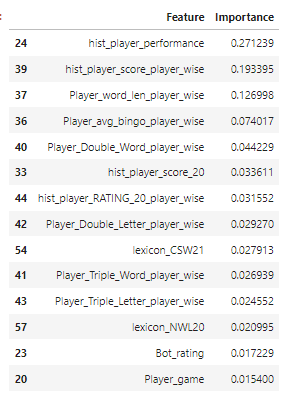 Feature Importance
24 hist_player_performance 0.271239
39 hist_player_score_player_wise 0.193395
37 Player_word_len_player_wise 0.126998
36 Player_avg_bingo_player_wise 0.074017
40 Player_Double_Word_player_wise 0.044229
33 hist_player_score_20 0.033611
44 hist_player_RATING_20_player_wise 0.031552
42 Player_Double_Letter_player_wise 0.029270
54 lexicon_CSW21 0.027913
41 Player_Triple_Word_player_wise 0.026939
43 Player_Triple_Letter_player_wise 0.024552
57 lexicon_NWL20 0.020995
23 Bot_rating 0.017229
20 Player_game 0.015400